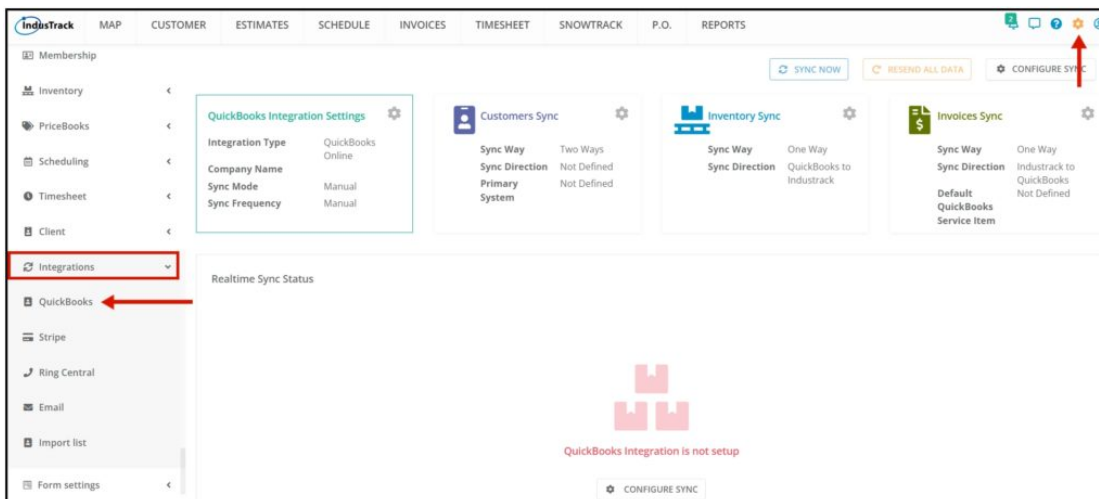 IndusTrack MAP CUSTOMER ESTIMATES SCHEDULE INVOICES TIMESHEET SNOWTRACK P.O. REPORTS 2
Membership
Inventory
PriceBooks
Scheduling
Timesheet
Client
Integrations
QuickBooks
Stripe
Ring Central
Email
Import list
Form settings
SYNC NOW RESEND ALL DATA CONFIGURE SYNC
QuickBooks Integration Settings
Integration Type QuickBooks
Online
Company Name
Sync Mode Manual
Sync Frequency Manual
Customers Sync
Sync Way Two Ways
Sync Direction Not Defined
Primary Not Defined
System
Inventory Sync
Sync Way One Way
Sync Direction QuickBooks to
Industrack
Invoices Sync
Sync Way One Way
Sync Direction Industrack to
QuickBooks
Default Not Defined
QuickBooks
Service Item
Realtime Sync Status
QuickBooks Integration is not setup
CONFIGURE SYNC